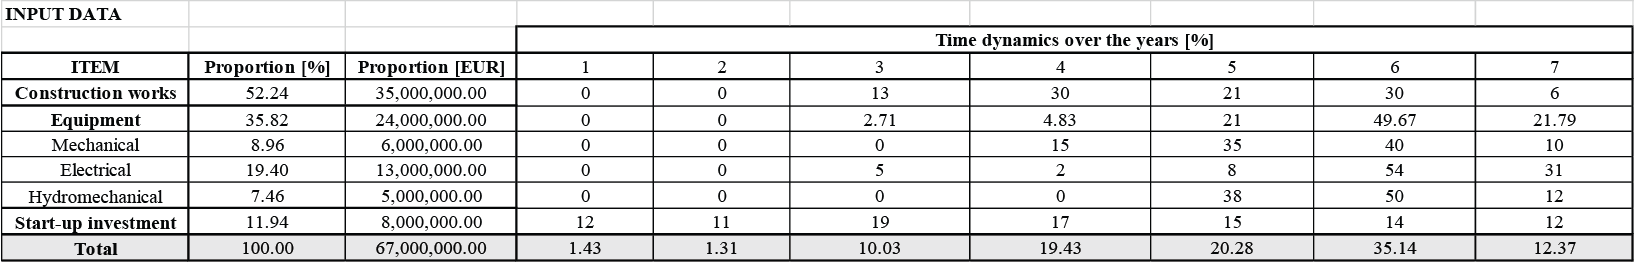 INPUT DATA
Time dynamics over the years [%]
ITEM Proportion [%] Proportion [EUR] 1 2 3 4 5 6 7
Construction works 52.24 35,000,000.00 0 0 13 30 21 30 6
Equipment 35.82 24,000,000.00 0 0 2.71 4.83 21 49.67 21.79
Mechanical 8.96 6,000,000.00 0 0 0 15 35 40 10
Electrical 19.40 13,000,000.00 0 0 5 2 8 54 31
Hydromechanical 7.46 5,000,000.00 0 0 0 0 38 50 12
Start-up investment 11.94 8,000,000.00 12 11 19 17 15 14 12
Total 100.00 67,000,000.00 1.43 1.31 10.03 19.43 20.28 35.14 12.37